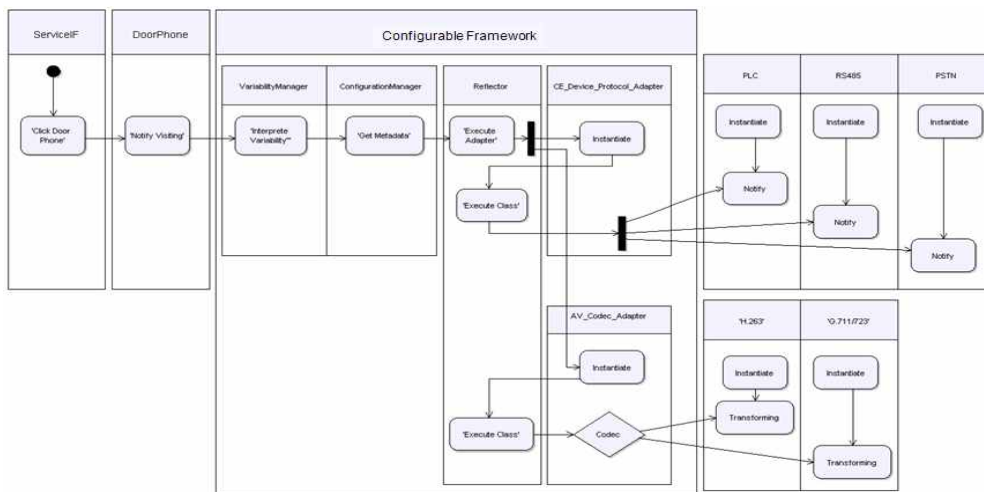 ServiceIF
DoorPhone
Configurable Framework
VariabilityManager
ConfigurationManager
Reflector
CE_Device_Protocol_Adapter
PLC
RS485
PSTN
'Click Door
Phone'
'Notify Visiting'
'Interprete
Variability'"
'Get Metadata'
'Execute
Adapter'
Instantiate
Instantiate
Instantiate
Instantiate
'Execute Class'
Notify
Notify
Notify
AV_Codec_Adapter
'H.263'
'G.711/723'
Instantiate
Instantiate
Instantiate
'Execute Class'
Codec
Transforming
Transforming